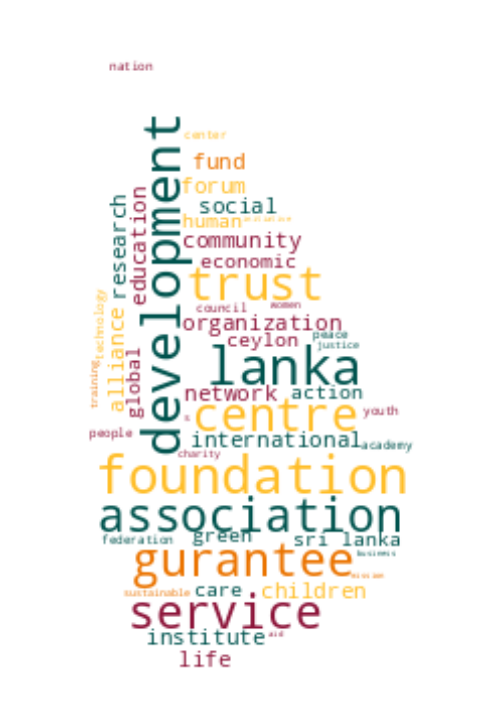 nation
center
fund
forum
social
human
development
research
education
community
economic
trust
technology
council
women
organization
alliance
ceylon
peace
justice
global
lanka
training
network
action
centre
youth
s
people
international
academy
charity
foundation
association
federation
green
sri lanka
business
gurantee
mission
sustainable
care
children
service
institute
aid
life